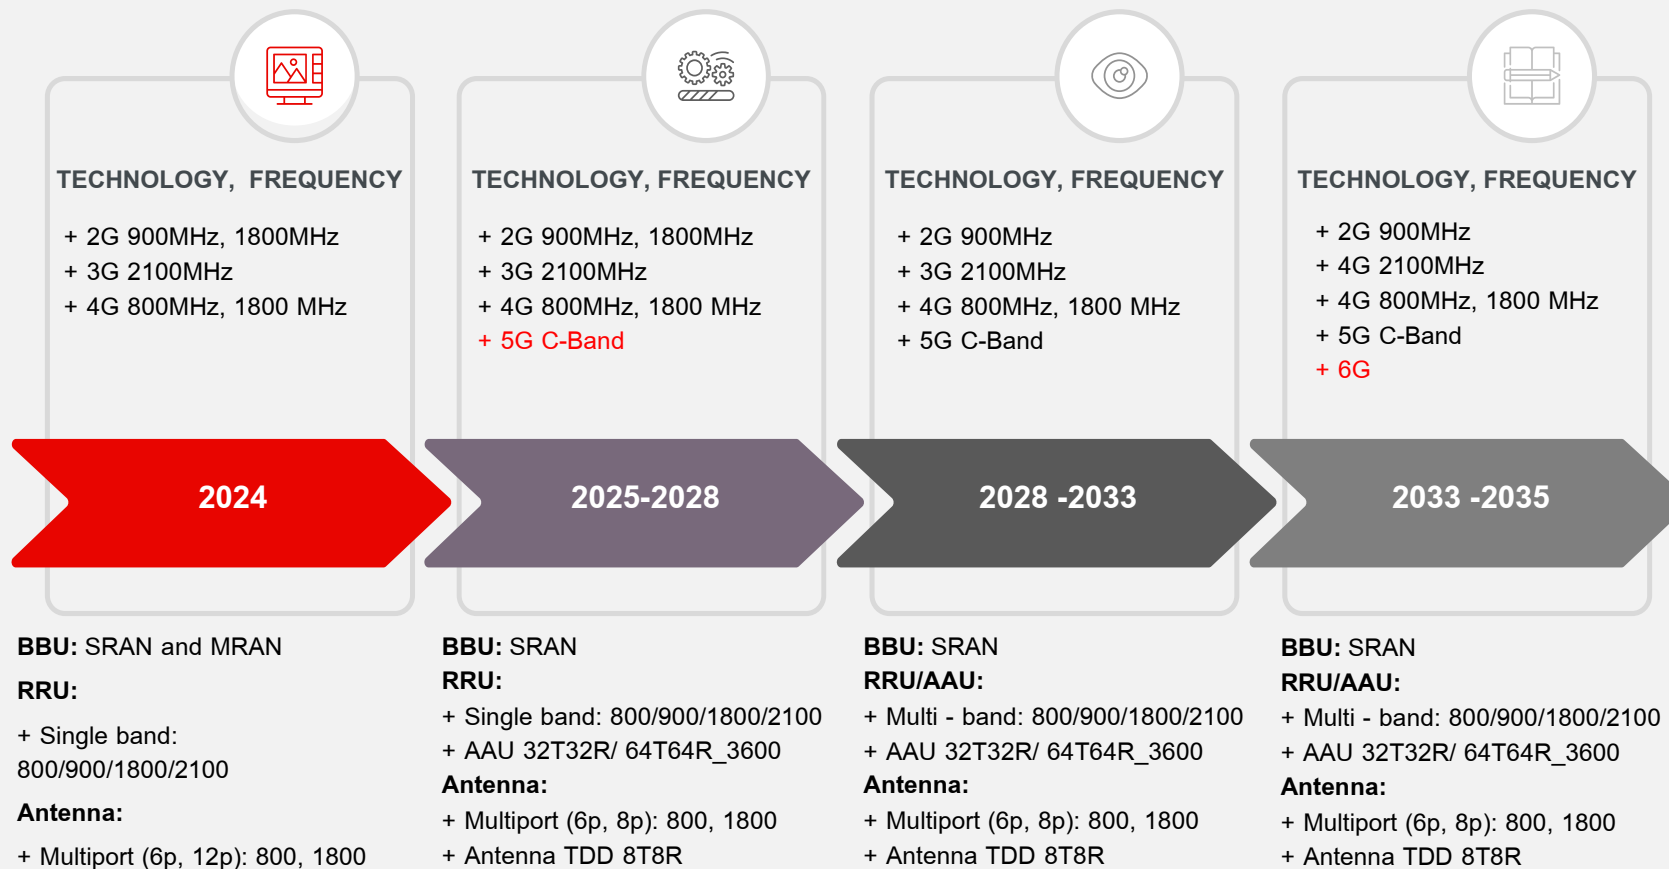 TECHNOLOGY, FREQUENCY
+ 2G 900MHz, 1800MHz
+ 3G 2100MHz
+ 4G 800MHz, 1800 MHz
2024
BBU: SRAN and MRAN
RRU:
+ Single band:
800/900/1800/2100
Antenna:
+ Multiport (6p, 12p): 800, 1800
TECHNOLOGY, FREQUENCY
+ 2G 900MHz, 1800MHz
+ 3G 2100MHz
+ 4G 800MHz, 1800 MHz
+ 5G C-Band
2025-2028
BBU: SRAN
RRU:
+ Single band: 800/900/1800/2100
+ AAU 32T32R/ 64T64R_3600
Antenna:
+ Multiport (6p, 8p): 800, 1800
+ Antenna TDD 8T8R
TECHNOLOGY, FREQUENCY
+ 2G 900MHz
+ 3G 2100MHz
+ 4G 800MHz, 1800 MHz
+ 5G C-Band
2028 -2033
BBU: SRAN
RRU/AAU:
+ Multi - band: 800/900/1800/2100
+ AAU 32T32R/ 64T64R_3600
Antenna:
+ Multiport (6p, 8p): 800, 1800
+ Antenna TDD 8T8R
TECHNOLOGY, FREQUENCY
+ 2G 900MHz
+ 4G 2100MHz
+ 4G 800MHz, 1800 MHz
+ 5G C-Band
+ 6G
2033 -2035
BBU: SRAN
RRU/AAU:
+ Multi - band: 800/900/1800/2100
+ AAU 32T32R/ 64T64R_3600
Antenna:
+ Multiport (6p, 8p): 800, 1800
+ Antenna TDD 8T8R